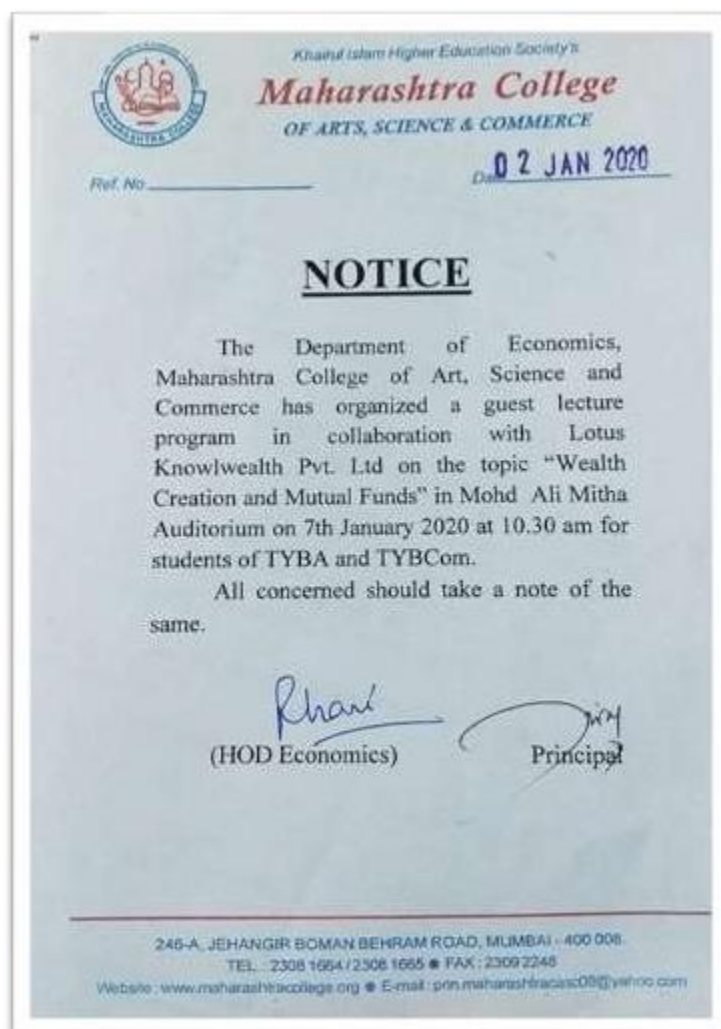 Khairul Islam Higher Education Society's
Maharashtra College
OF ARTS, SCIENCE & COMMERCE
MAHARASHTRA COLLEGE
Ref. No.
02 JAN 2020
NOTICE
The Department of Economics,
Maharashtra College of Art, Science and
Commerce has organized a guest lecture
program in collaboration with Lotus
Knowlwealth Pvt. Ltd on the topic “Wealth
Creation and Mutual Funds” in Mohd Ali Mitha
Auditorium on 7th January 2020 at 10.30 am for
students of TYBA and TYBCom.
All concerned should take a note of the
same.
(HOD Economics) Principal
246-A, JEHANGIR BOMAN BEHRAM ROAD, MUMBAI - 400 008.
TEL : 2308 1664 / 2308 1665 ● FAX : 2309 2248
Website : www.maharashtracollege.org ● E-mail : prin.maharashtracasc08@yahoo.com